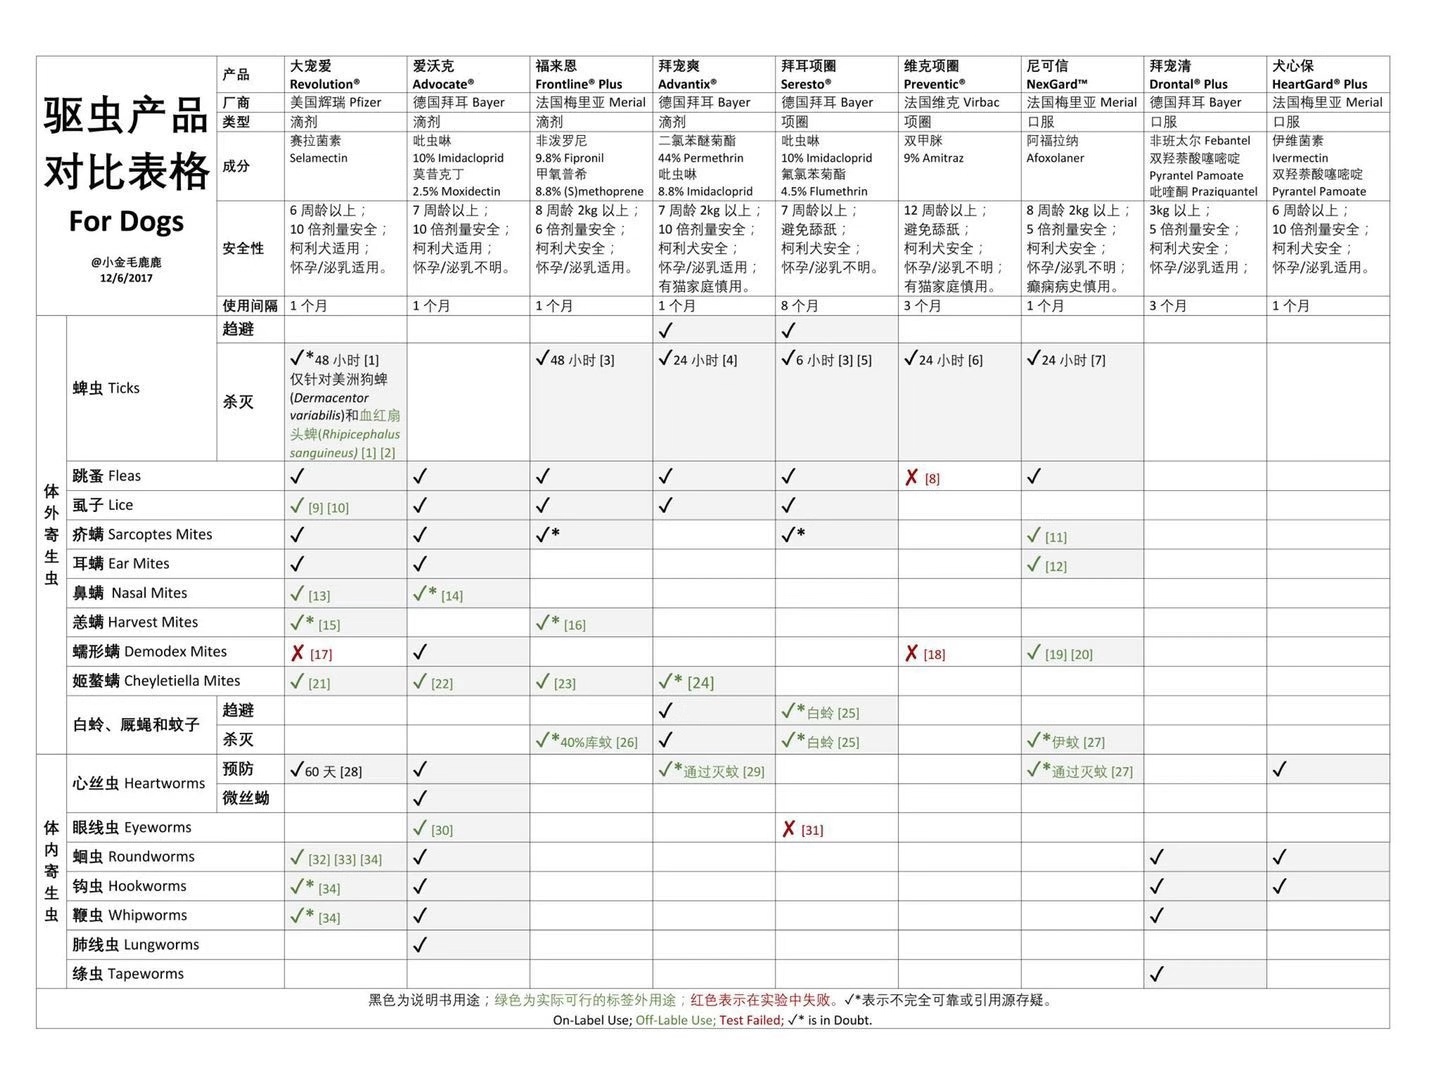 驱虫产品
对比表格
For Dogs
@小金毛鹿鹿
12/6/2017
产品
大宠爱
Revolution®
爱沃克
Advocate®
福来恩
Frontline® Plus
拜宠爽
Advantix®
拜耳项圈
Seresto®
维克项圈
Preventic®
尼可信
NexGard™
拜宠清
Drontal® Plus
犬心保
HeartGard® Plus
厂商
美国辉瑞 Pfizer
德国拜耳 Bayer
法国梅里亚 Merial
德国拜耳 Bayer
德国拜耳 Bayer
法国维克 Virbac
法国梅里亚 Merial
德国拜耳 Bayer
法国梅里亚 Merial
类型
滴剂
滴剂
滴剂
滴剂
项圈
项圈
口服
口服
口服
成分
赛拉菌素
Selamectin
吡虫啉
10% Imidacloprid
莫昔克丁
2.5% Moxidectin
非泼罗尼
9.8% Fipronil
甲氧普希
8.8% (S)methoprene
二氯苯醚菊酯
44% Permethrin
吡虫啉
8.8% Imidacloprid
吡虫啉
10% Imidacloprid
氟氯苯菊酯
4.5% Flumethrin
双甲脒
9% Amitraz
阿福拉纳
Afoxolaner
非班太尔 Febantel
双羟萘酸噻嘧啶
Pyrantel Pamoate
吡喹酮 Praziquantel
伊维菌素
Ivermectin
双羟萘酸噻嘧啶
Pyrantel Pamoate
安全性
6 周龄以上；
10 倍剂量安全；
柯利犬适用；
怀孕/泌乳适用。
7 周龄以上；
10 倍剂量安全；
柯利犬适用；
怀孕/泌乳不明。
8 周龄 2kg 以上；
6 倍剂量安全；
柯利犬安全；
怀孕/泌乳适用。
7 周龄 2kg 以上；
10 倍剂量安全；
柯利犬安全；
怀孕/泌乳适用；
有猫家庭慎用。
7 周龄以上；
避免舔舐；
柯利犬安全；
怀孕/泌乳不明。
12 周龄以上；
避免舔舐；
柯利犬安全；
怀孕/泌乳不明；
有猫家庭慎用。
8 周龄 2kg 以上；
5 倍剂量安全；
柯利犬安全；
怀孕/泌乳不明；
癫痫病史慎用。
3kg 以上；
5 倍剂量安全；
柯利犬安全；
怀孕/泌乳适用；
6 周龄以上；
10 倍剂量安全；
柯利犬安全；
怀孕/泌乳适用。
使用间隔
1 个月
1 个月
1 个月
1 个月
8 个月
3 个月
1 个月
3 个月
1 个月
体外寄生虫
蜱虫 Ticks
趋避
✓
✓
杀灭
✓*48 小时 [1]
仅针对美洲狗蜱
(Dermacentor
variabilis)和血红扇
头蜱(Rhipicephalus
sanguineus) [1] [2]
✓48 小时 [3]
✓24 小时 [4]
✓6 小时 [3] [5]
✓24 小时 [6]
✓24 小时 [7]
跳蚤 Fleas
✓
✓
✓
✓
✓
✗ [8]
✓
虱子 Lice
✓ [9] [10]
✓
✓
✓
✓
疥螨 Sarcoptes Mites
✓
✓
✓*
✓*
✓ [11]
耳螨 Ear Mites
✓
✓
✓ [12]
鼻螨 Nasal Mites
✓ [13]
✓* [14]
恙螨 Harvest Mites
✓* [15]
✓* [16]
蠕形螨 Demodex Mites
✗ [17]
✓
✗ [18]
✓ [19] [20]
姬螯螨 Cheyletiella Mites
✓ [21]
✓ [22]
✓ [23]
✓* [24]
白蛉、厩蝇和蚊子
趋避
✓
✓*白蛉 [25]
杀灭
✓*40%库蚊 [26]
✓
✓*白蛉 [25]
✓*伊蚊 [27]
体内寄生虫
心丝虫 Heartworms
预防
✓60 天 [28]
✓
✓*通过灭蚊 [29]
✓*通过灭蚊 [27]
✓
微丝蚴
✓
眼线虫 Eyeworms
✓ [30]
✗ [31]
蛔虫 Roundworms
✓ [32] [33] [34]
✓
✓
✓
钩虫 Hookworms
✓* [34]
✓
✓
✓
鞭虫 Whipworms
✓* [34]
✓
✓
肺线虫 Lungworms
✓
绦虫 Tapeworms
✓
黑色为说明书用途；绿色为实际可行的标签外用途；红色表示在实验中失败。✓*表示不完全可靠或引用源存疑。
On-Label Use; Off-Lable Use; Test Failed; ✓* is in Doubt.